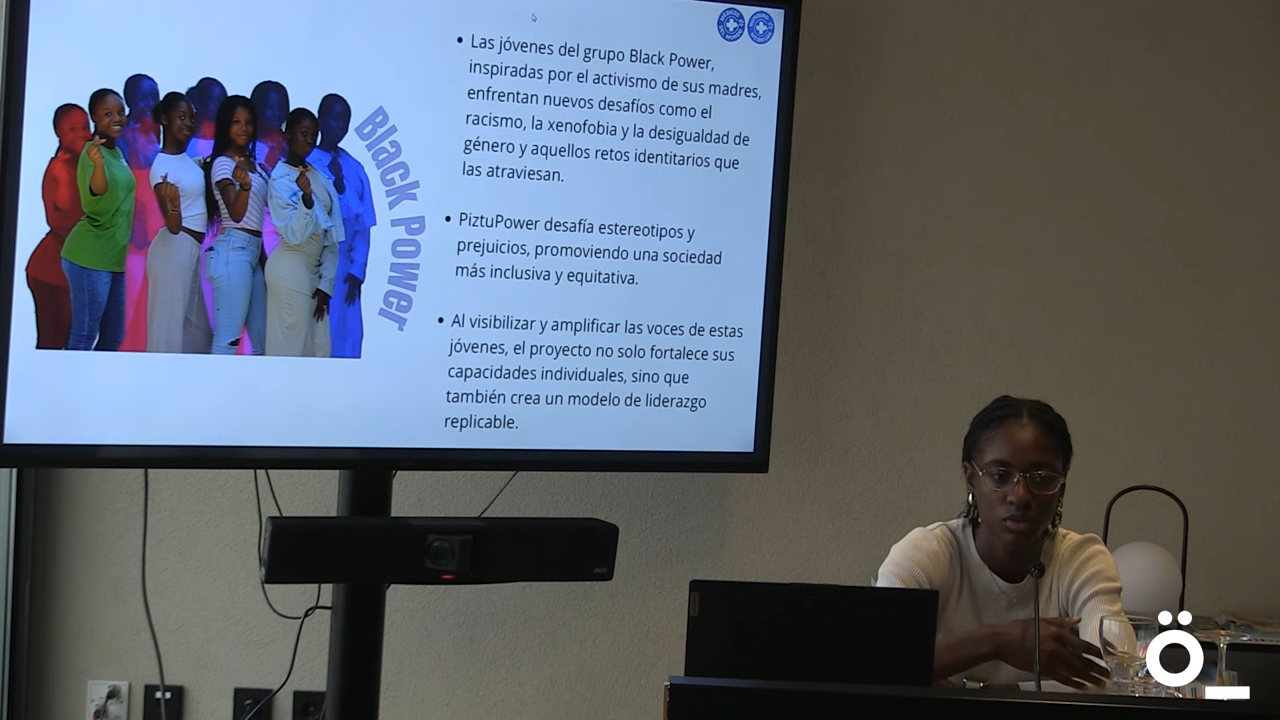 Las jóvenes del grupo Black Power,
inspiradas por el activismo de sus madres,
enfrentan nuevos desafíos como el
racismo, la xenofobia y la desigualdad de
género y aquellos retos identitarios que
las atraviesan.
PiztuPower desafía estereotipos y
prejuicios, promoviendo una sociedad
más inclusiva y equitativa.
Al visibilizar y amplificar las voces de estas
jóvenes, el proyecto no solo fortalece sus
capacidades individuales, sino que
también crea un modelo de liderazgo
replicable.
Black Power
Ö_